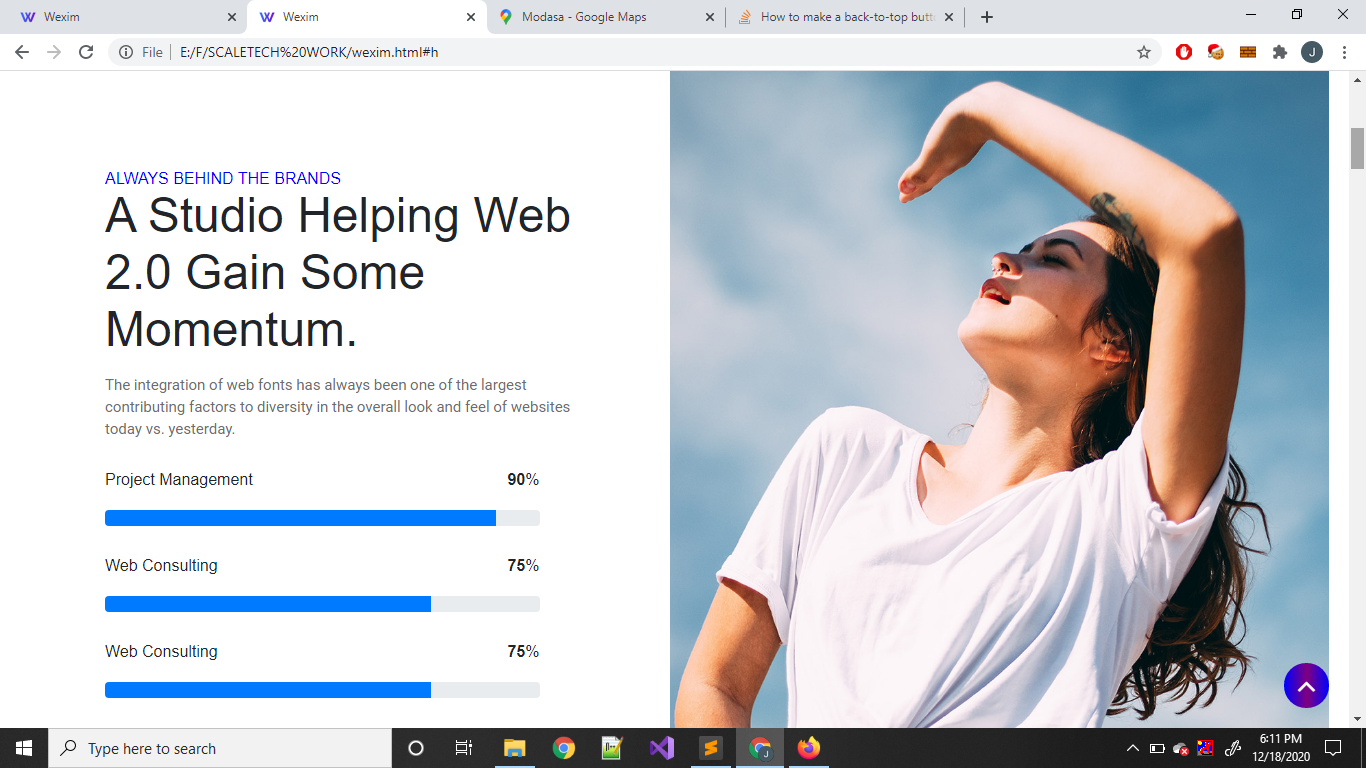 Wexim
Wexim
Modasa - Google Maps
How to make a back-to-top butt
File
E:/F/SCALETECH%20WORK/wexim.html#h
J
ALWAYS BEHIND THE BRANDS
A Studio Helping Web
2.0 Gain Some
Momentum.
The integration of web fonts has always been one of the largest
contributing factors to diversity in the overall look and feel of websites
today vs. yesterday.
Project Management 90%
Web Consulting 75%
Web Consulting 75%
Type here to search
J
6:11 PM
12/18/2020